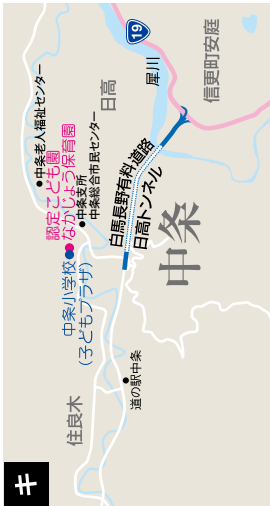 中条老人福祉センター
認定こども園
なかじょう保育園
中条支所
中条総合市民センター
日高
19
犀川
信更町安庭
白馬長野有料道路
日高トンネル
中条小学校
(子どもプラザ)
中条
住良木
道の駅中条
キ